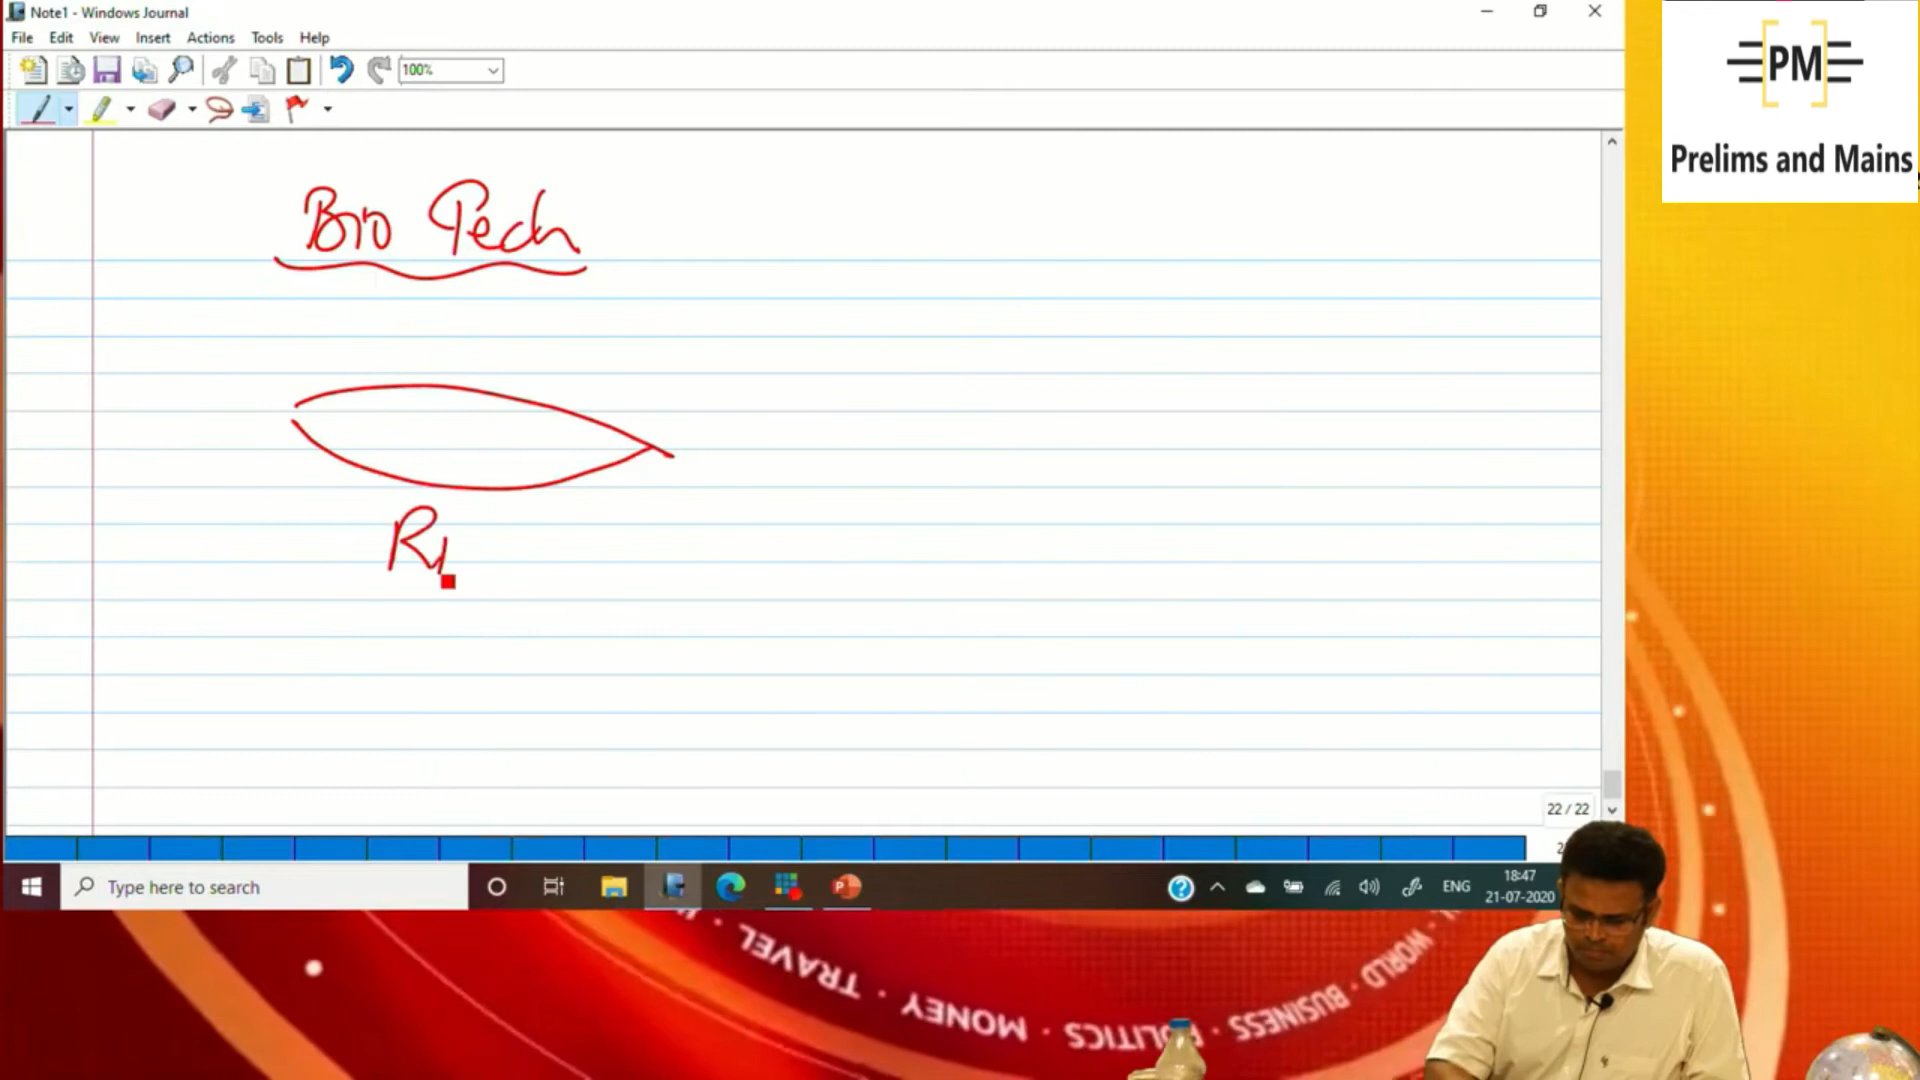 Note1 - Windows Journal
File Edit View Insert Actions Tools Help
100%
PM
Prelims and Mains
Bio Tech
R
22 / 22
Type here to search
ENG
18:47
21-07-2020
TRAVEL · MONEY · POLITICS · BUSINESS · WORLD